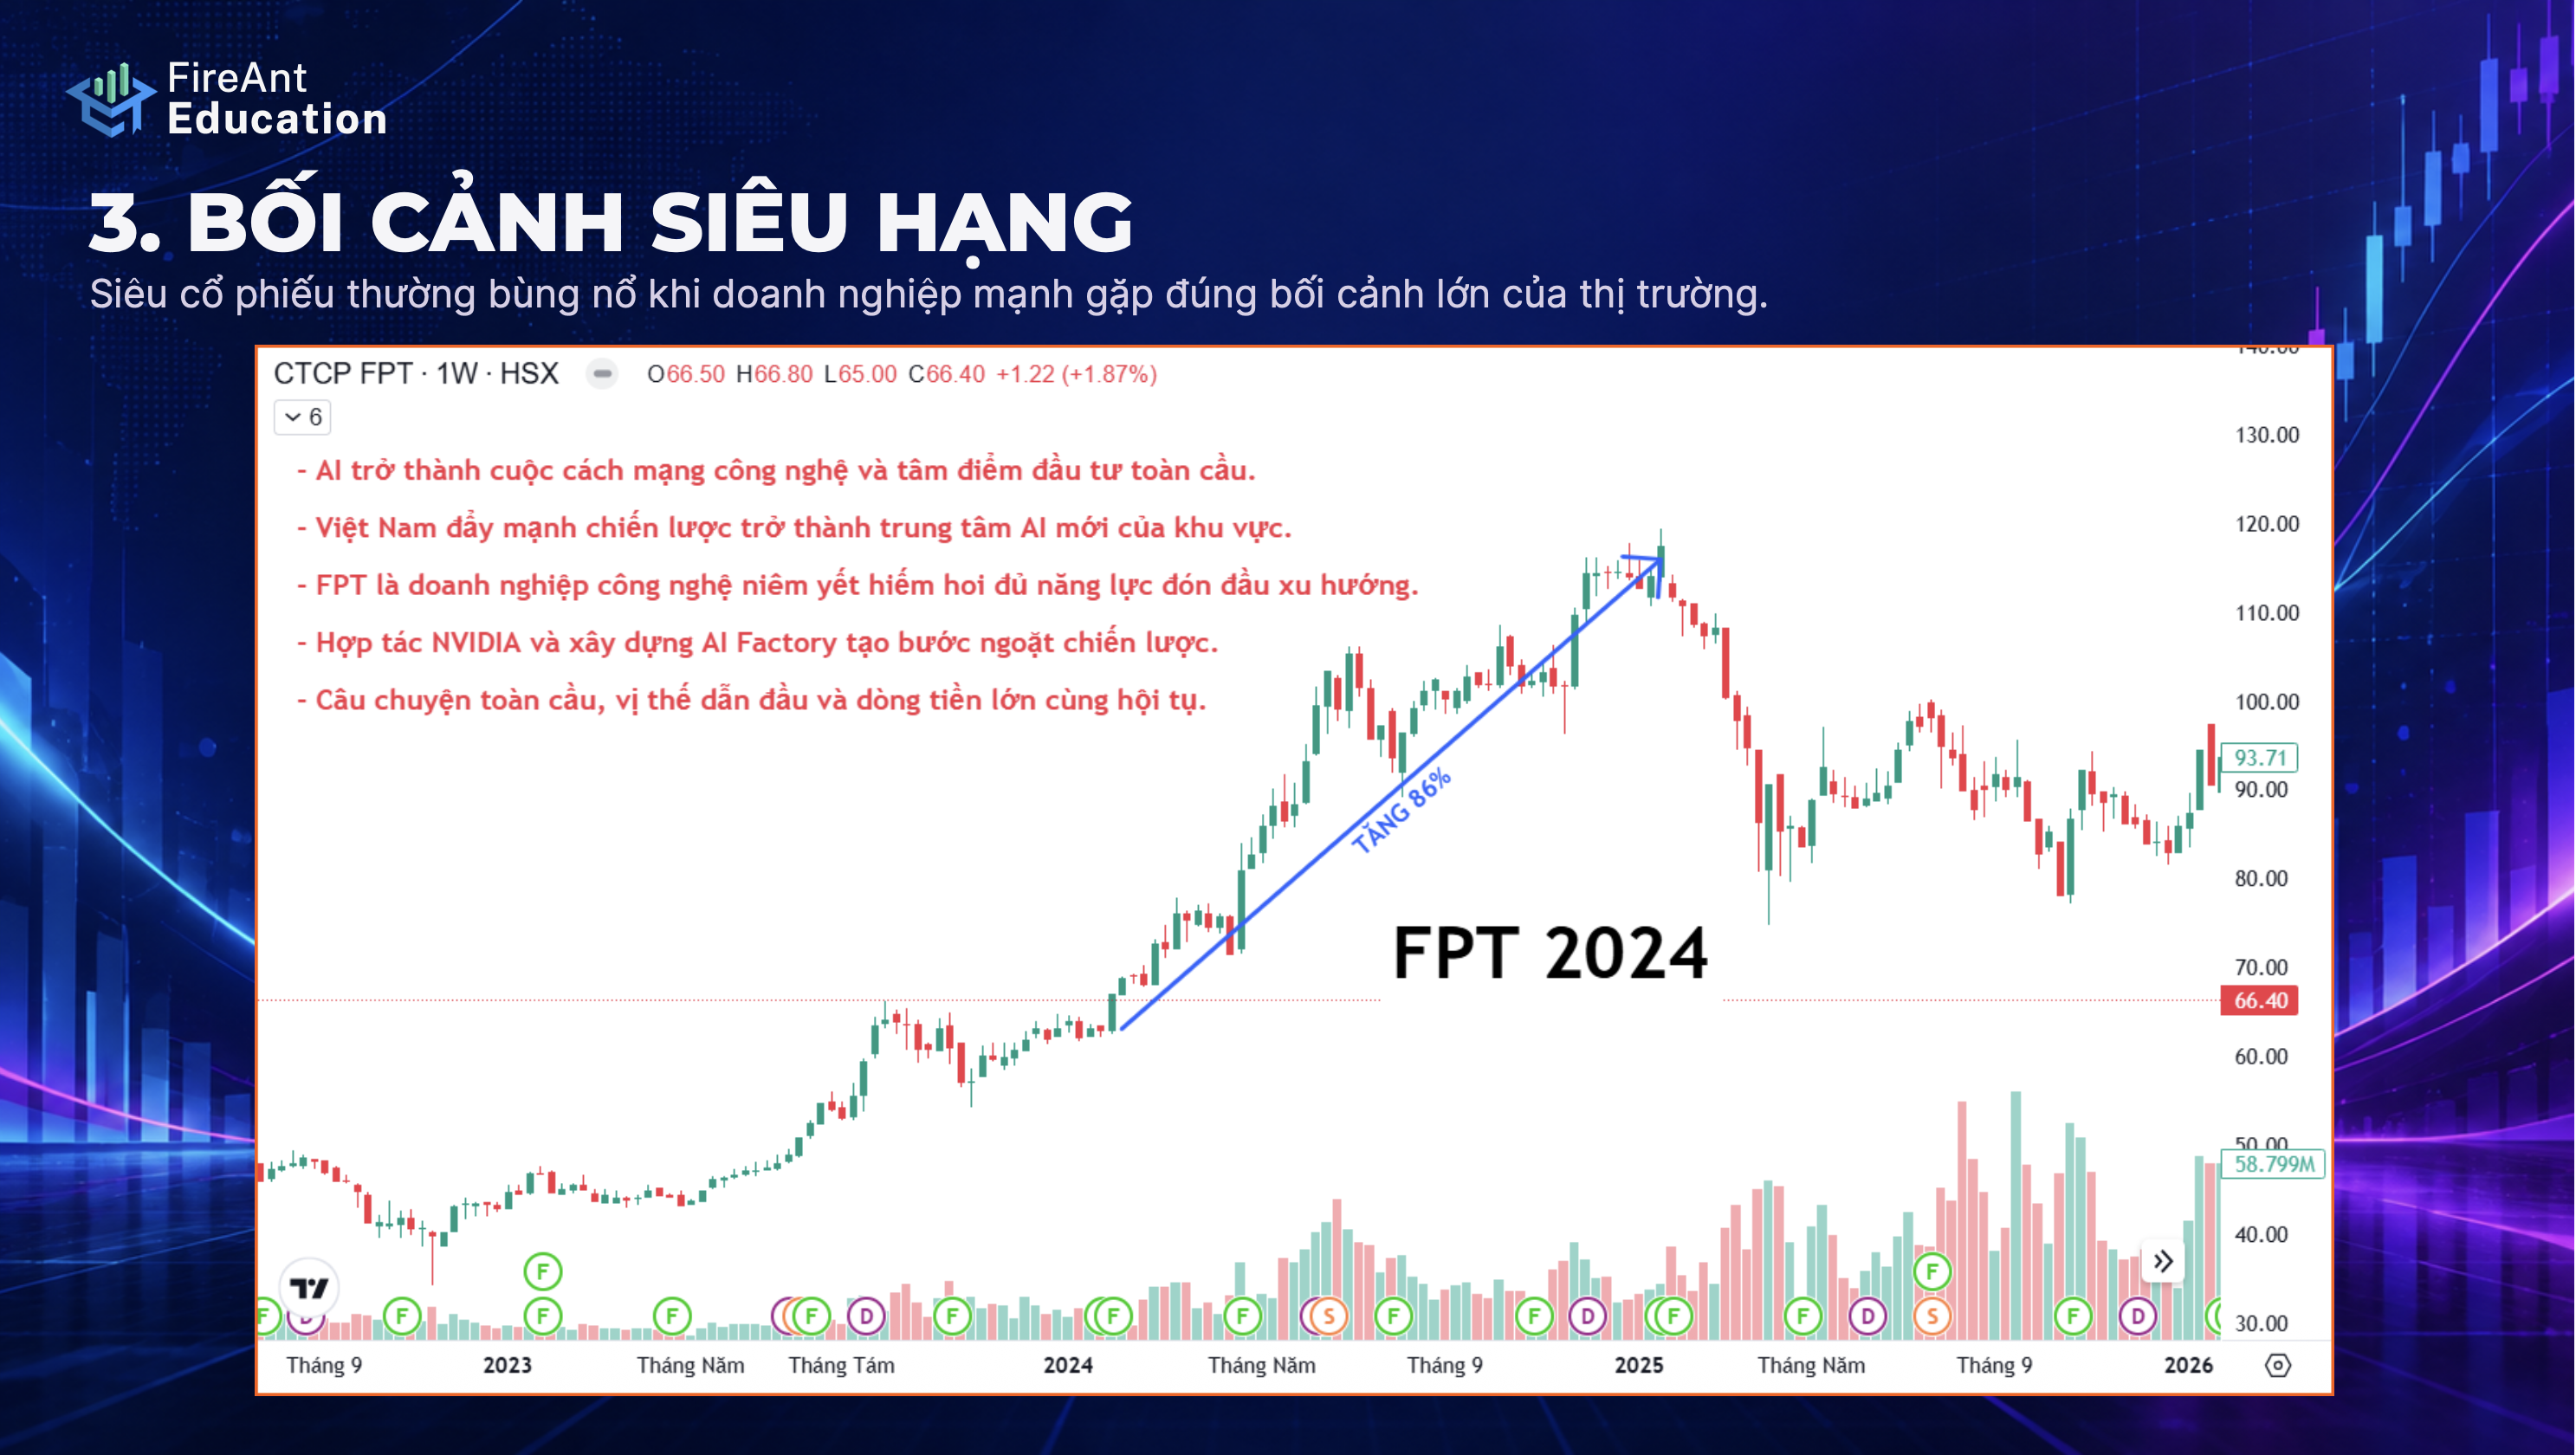 FireAnt
Education
3. BỐI CẢNH SIÊU HẠNG
Siêu cổ phiếu thường bùng nổ khi doanh nghiệp mạnh gặp đúng bối cảnh lớn của thị trường.
CTCP FPT · 1W · HSX O66.50 H66.80 L65.00 C66.40 +1.22 (+1.87%)
6
- AI trở thành cuộc cách mạng công nghệ và tâm điểm đầu tư toàn cầu.
- Việt Nam đẩy mạnh chiến lược trở thành trung tâm AI mới của khu vực.
- FPT là doanh nghiệp công nghệ niêm yết hiếm hoi đủ năng lực đón đầu xu hướng.
- Hợp tác NVIDIA và xây dựng AI Factory tạo bước ngoặt chiến lược.
- Câu chuyện toàn cầu, vị thế dẫn đầu và dòng tiền lớn cùng hội tụ.
TĂNG 86%
FPT 2024
140.00
130.00
120.00
110.00
100.00
93.71
90.00
80.00
70.00
66.40
60.00
50.00
58.799M
40.00
30.00
F F
F D F F F F D F F F S F F D F F D S F D
Tháng 9 2023 Tháng Năm Tháng Tám 2024 Tháng Năm Tháng 9 2025 Tháng Năm Tháng 9 2026